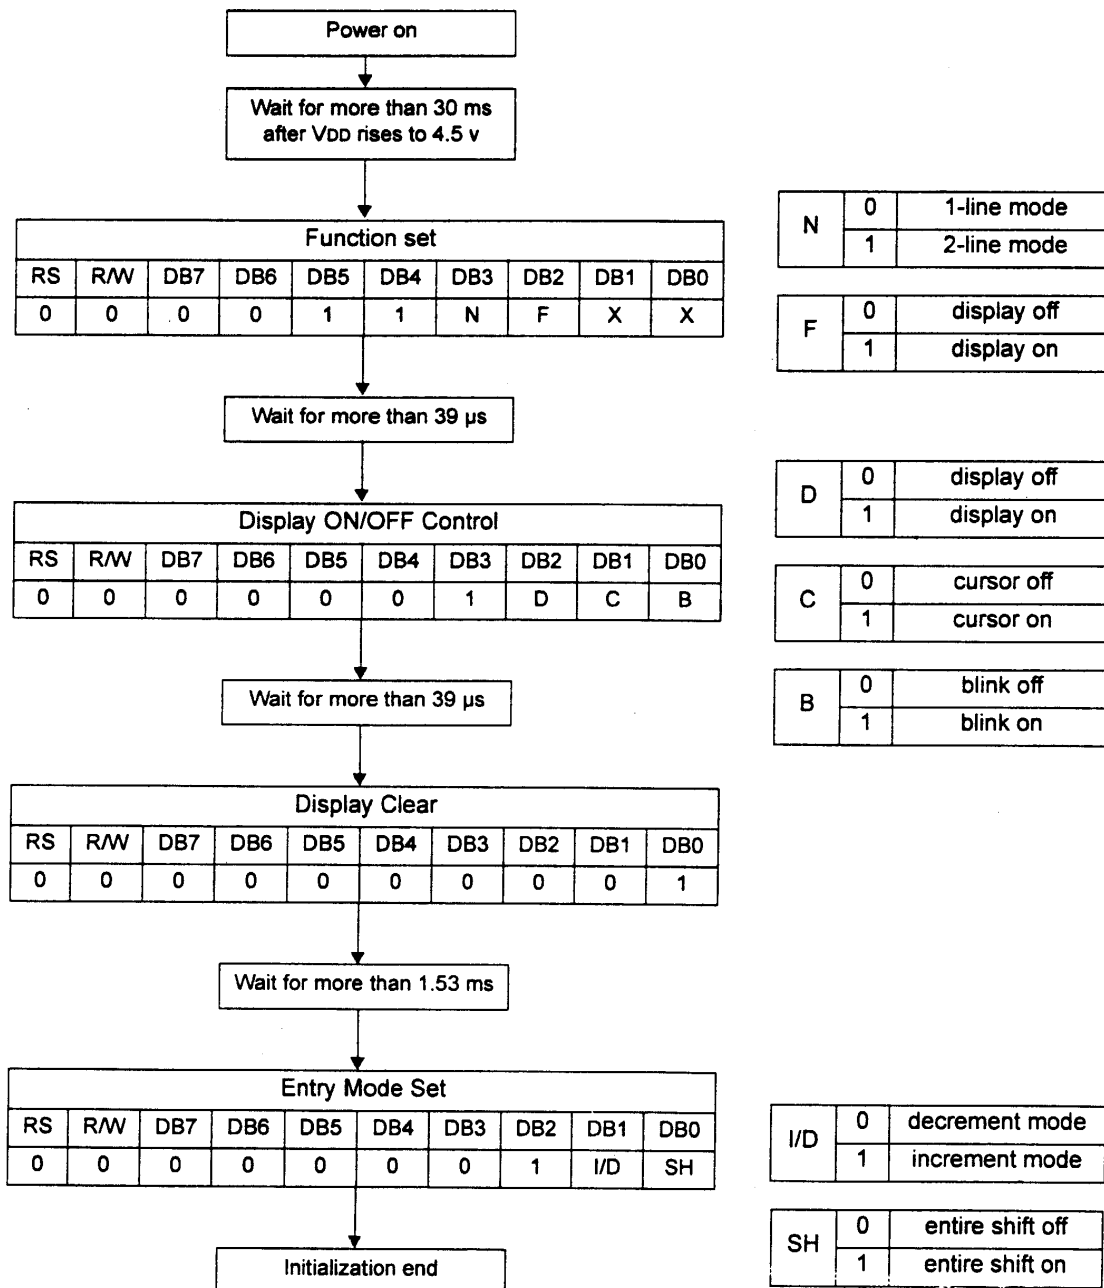 Power on
Wait for more than 30 ms
after VDD rises to 4.5 v
Function set
RS R/W DB7 DB6 DB5 DB4 DB3 DB2 DB1 DB0
0 0 0 0 1 1 N F X X
N 0 1-line mode
1 2-line mode
F 0 display off
1 display on
Wait for more than 39 µs
Display ON/OFF Control
RS R/W DB7 DB6 DB5 DB4 DB3 DB2 DB1 DB0
0 0 0 0 0 0 1 D C B
D 0 display off
1 display on
C 0 cursor off
1 cursor on
B 0 blink off
1 blink on
Wait for more than 39 µs
Display Clear
RS R/W DB7 DB6 DB5 DB4 DB3 DB2 DB1 DB0
0 0 0 0 0 0 0 0 0 1
Wait for more than 1.53 ms
Entry Mode Set
RS R/W DB7 DB6 DB5 DB4 DB3 DB2 DB1 DB0
0 0 0 0 0 0 0 1 I/D SH
I/D 0 decrement mode
1 increment mode
SH 0 entire shift off
1 entire shift on
Initialization end